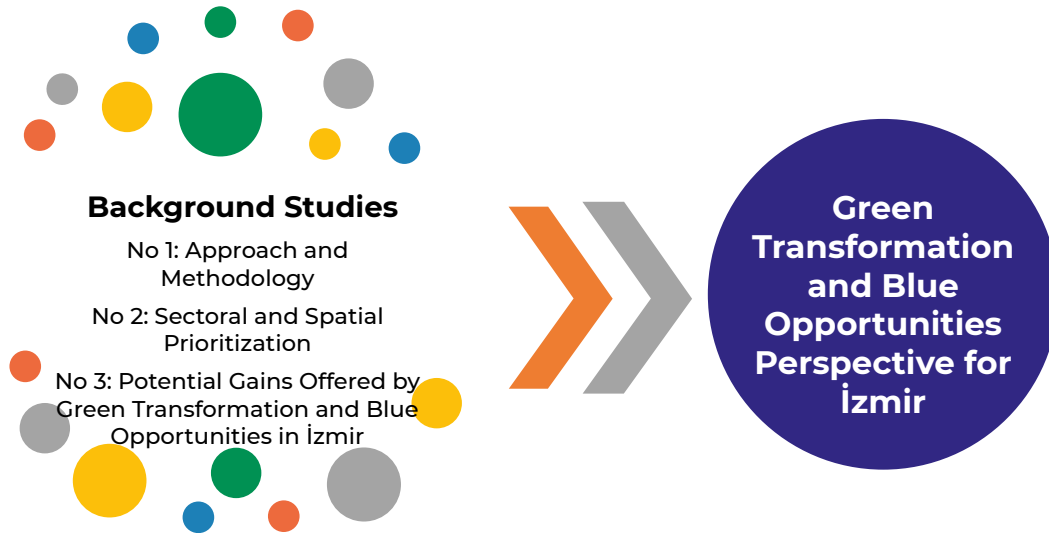 Background Studies
No 1: Approach and
Methodology
No 2: Sectoral and Spatial
Prioritization
No 3: Potential Gains Offered by
Green Transformation and Blue
Opportunities in İzmir
Green
Transformation
and Blue
Opportunities
Perspective for
İzmir